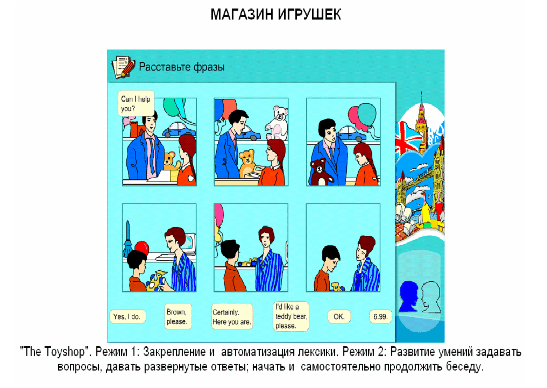 МАГАЗИН ИГРУШЕК
Расставьте фразы
Can I help
you?
Yes, I do.
Brown,
please.
Certainly.
Here you are.
I'd like a
teddy bear,
please.
OK.
6.99.
"The Toyshop". Режим 1: Закрепление и автоматизация лексики. Режим 2: Развитие умений задавать
вопросы, давать развернутые ответы; начать и самостоятельно продолжить беседу.